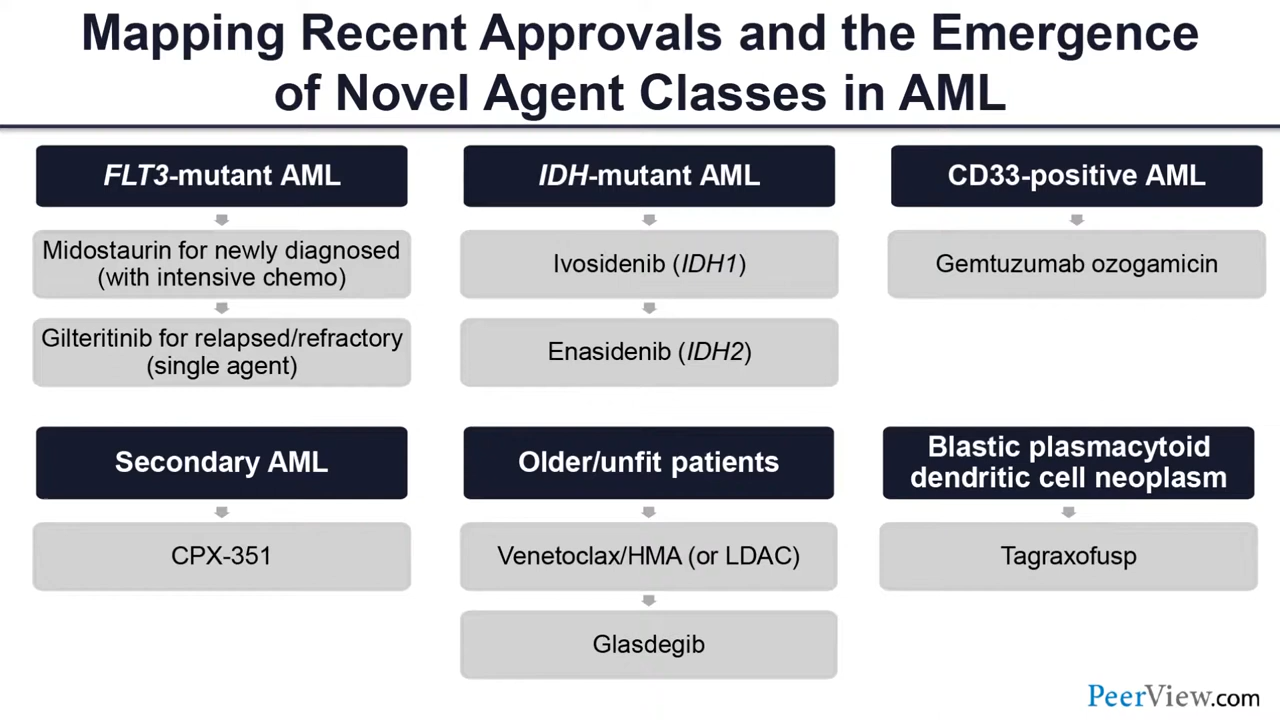 Mapping Recent Approvals and the Emergence
of Novel Agent Classes in AML
FLT3-mutant AML
Midostaurin for newly diagnosed
(with intensive chemo)
Gilteritinib for relapsed/refractory
(single agent)
IDH-mutant AML
Ivosidenib (IDH1)
Enasidenib (IDH2)
CD33-positive AML
Gemtuzumab ozogamicin
Secondary AML
CPX-351
Older/unfit patients
Venetoclax/HMA (or LDAC)
Glasdegib
Blastic plasmacytoid
dendritic cell neoplasm
Tagraxofusp
PeerView.com